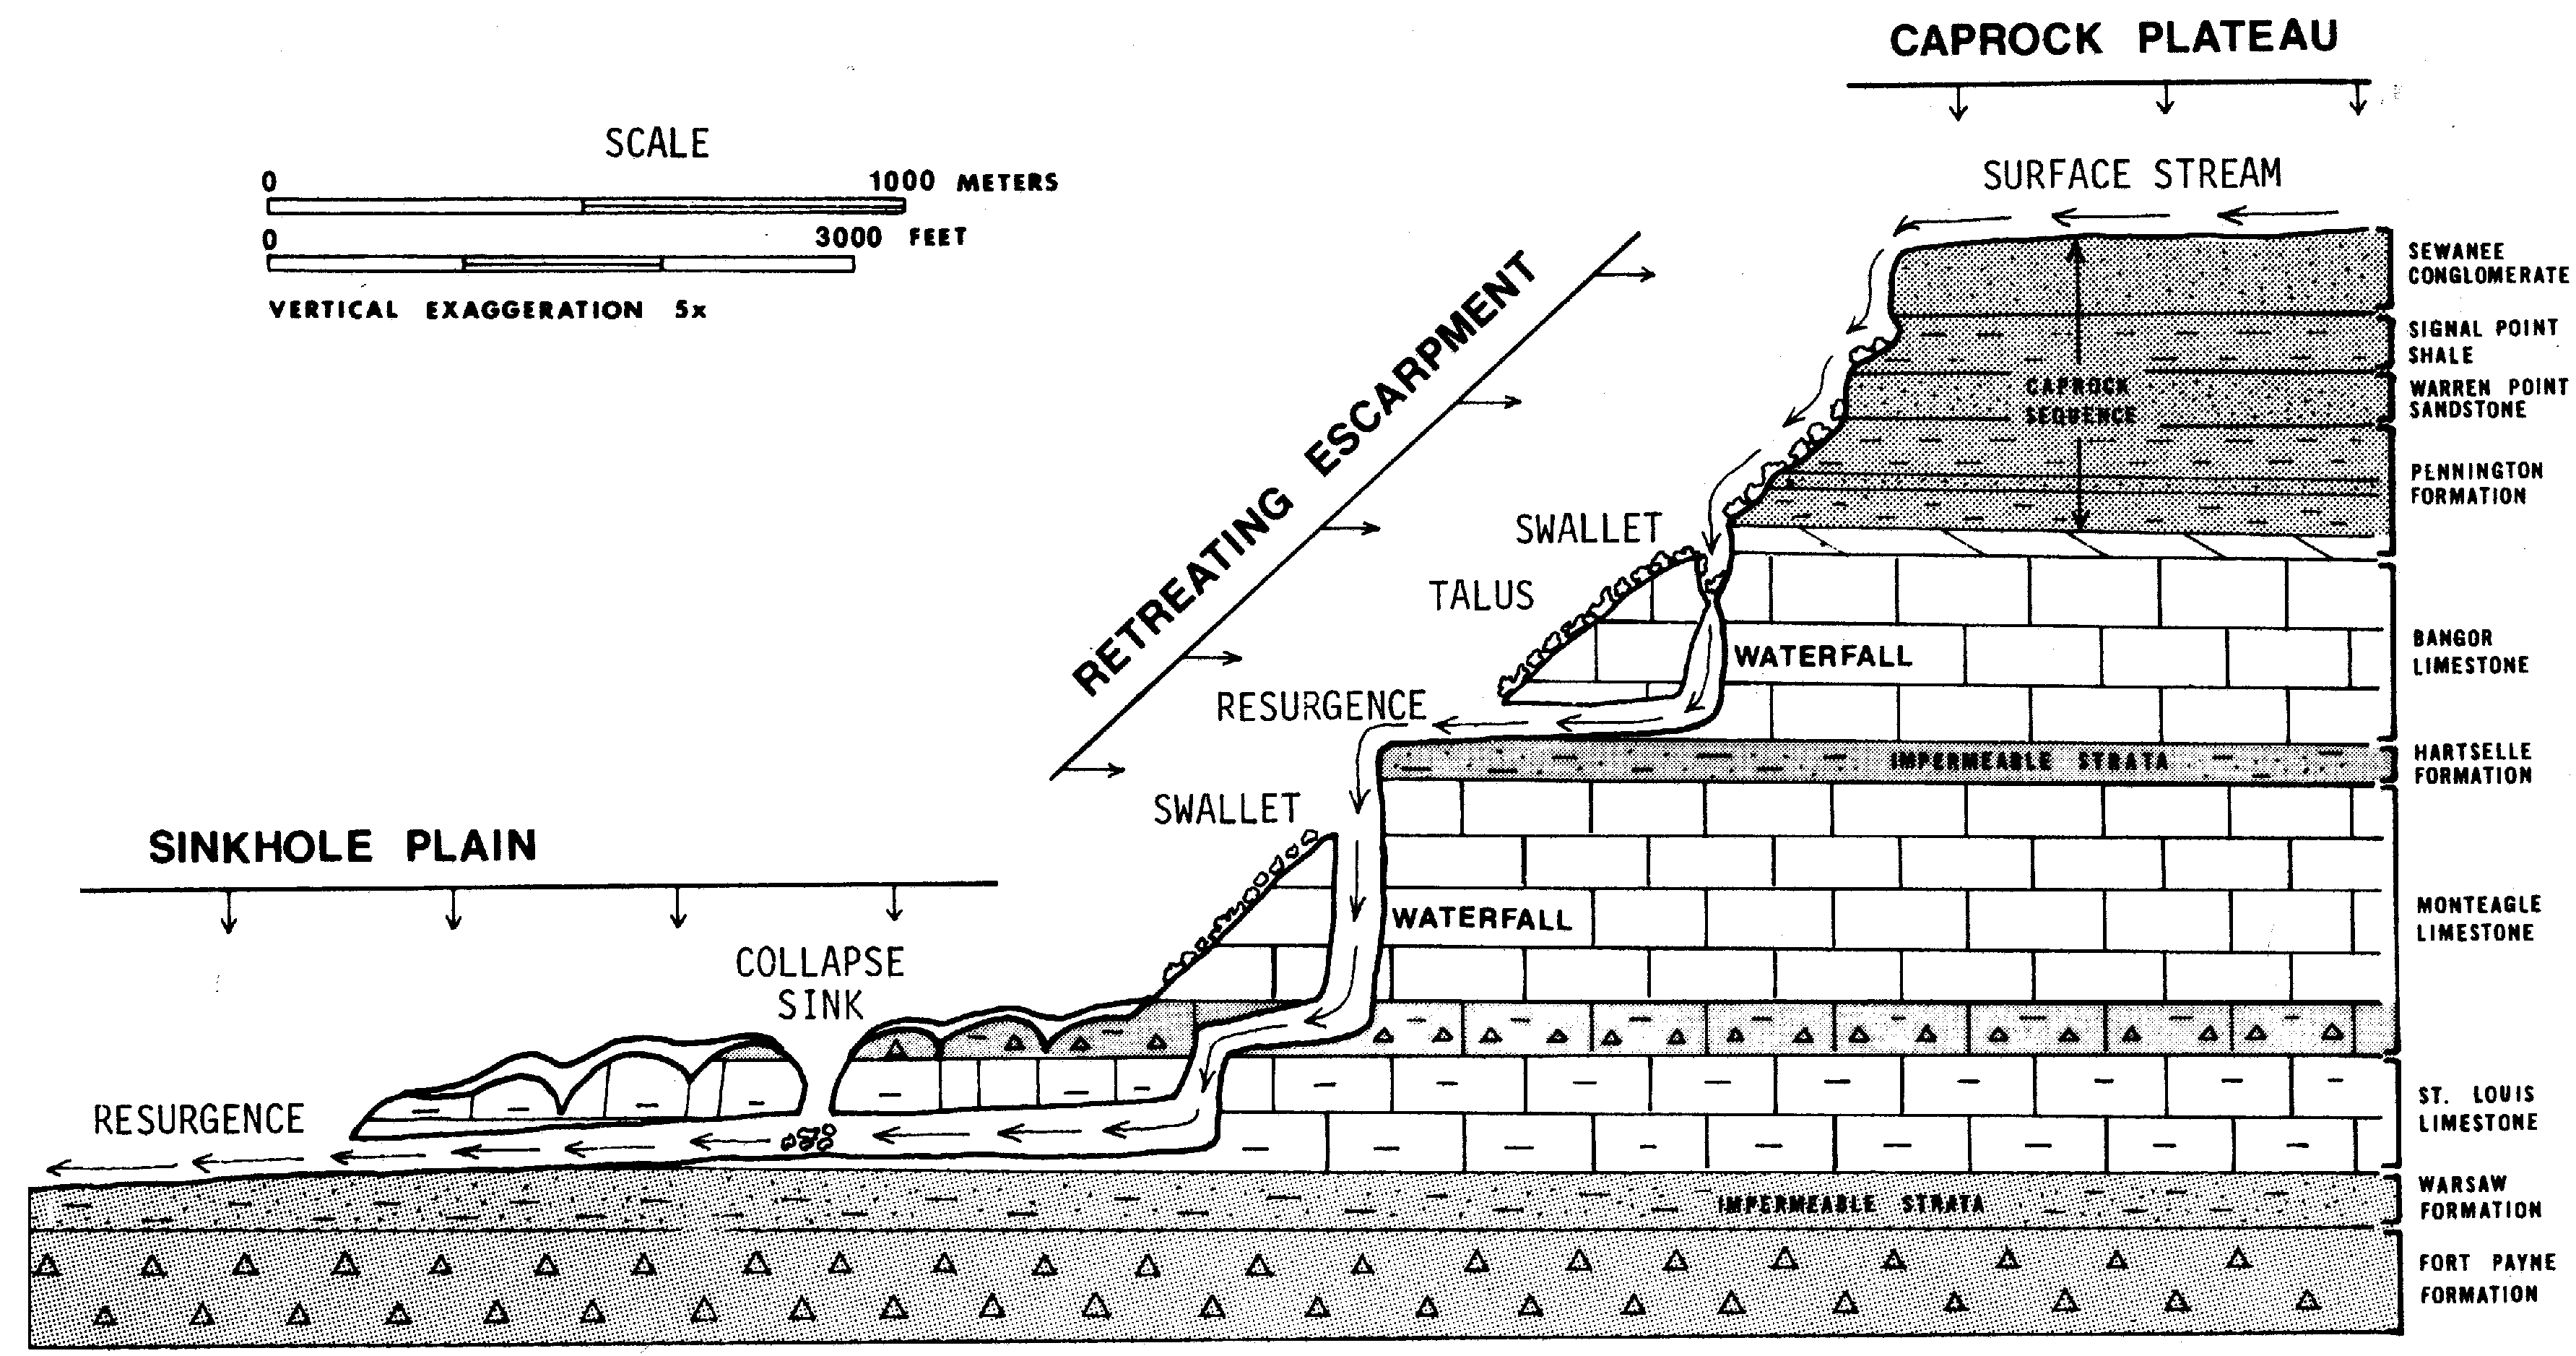 CAPROCK PLATEAU
SCALE
0 1000 METERS
0 3000 FEET
VERTICAL EXAGGERATION 5x
SURFACE STREAM
RETREATING ESCARPMENT
SEWANEE
CONGLOMERATE
SIGNAL POINT
SHALE
CAPROCK
SEQUENCE
WARREN POINT
SANDSTONE
PENNINGTON
FORMATION
SWALLET
TALUS
WATERFALL
BANGOR
LIMESTONE
RESURGENCE
IMPERMEABLE STRATA
HARTSELLE
FORMATION
SWALLET
SINKHOLE PLAIN
WATERFALL
MONTEAGLE
LIMESTONE
COLLAPSE
SINK
RESURGENCE
ST. LOUIS
LIMESTONE
IMPERMEABLE STRATA
WARSAW
FORMATION
FORT PAYNE
FORMATION